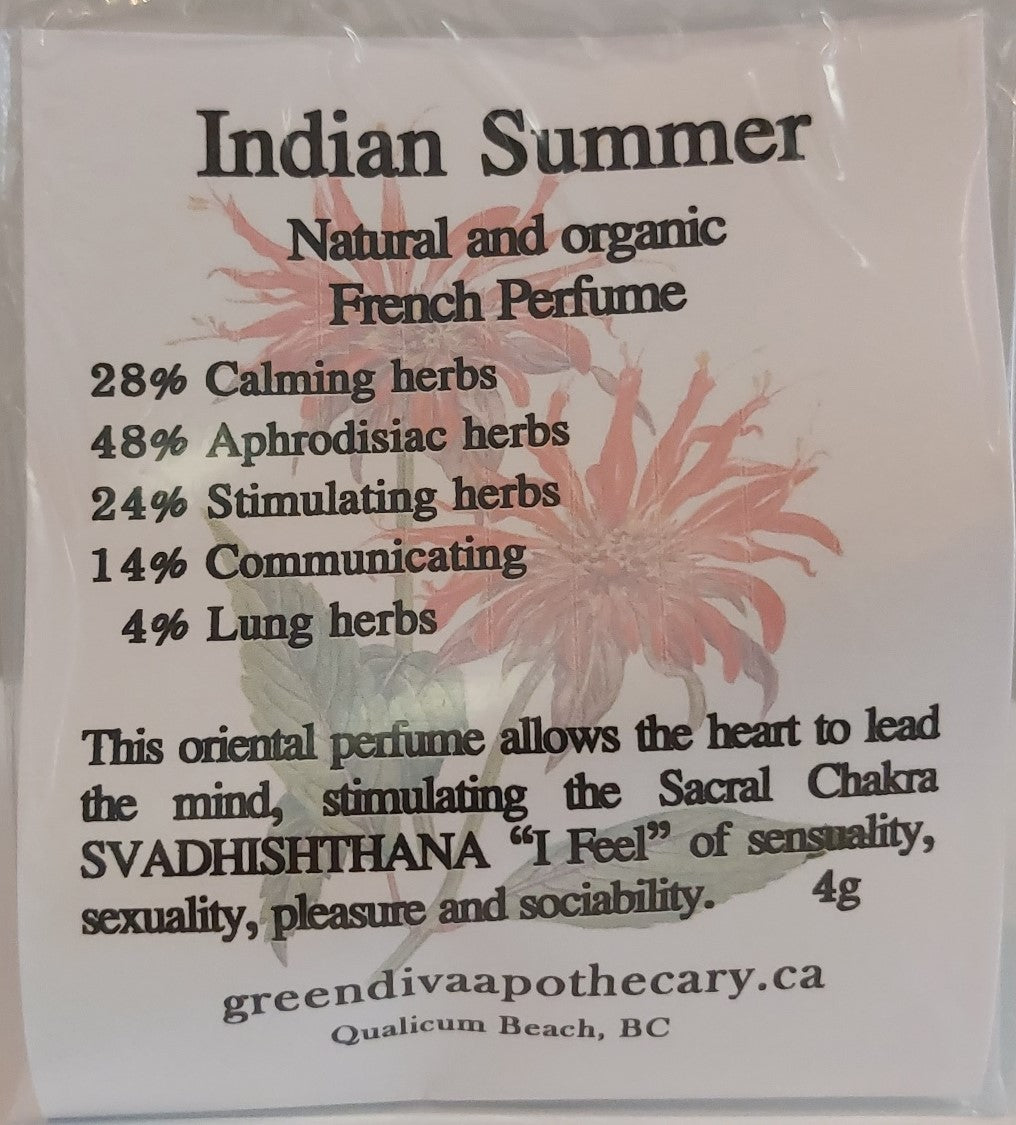 Indian Summer
Natural and organic
French Perfume
28% Calming herbs
48% Aphrodisiac herbs
24% Stimulating herbs
14% Communicating
4% Lung herbs
This oriental perfume allows the heart to lead
the mind, stimulating the Sacral Chakra
SVADHISHTHANA “I Feel” of sensuality,
sexuality, pleasure and sociability. 4g
greendivaapothecary.ca
Qualicum Beach, BC